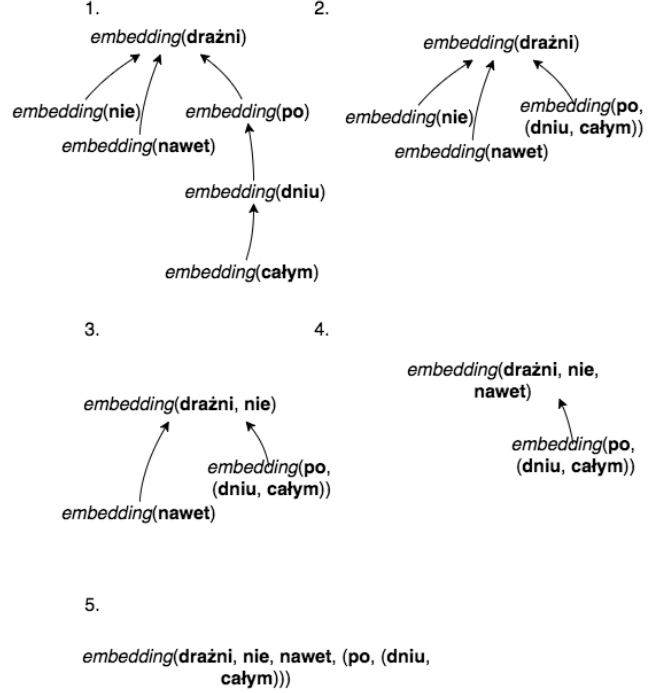 1.
embedding(drażni)
embedding(nie)
embedding(po)
embedding(nawet)
embedding(dniu)
embedding(całym)
2.
embedding(drażni)
embedding(nie)
embedding(po,
(dniu, całym))
embedding(nawet)
3.
embedding(drażni, nie)
embedding(po,
(dniu, całym))
embedding(nawet)
4.
embedding(drażni, nie,
nawet)
embedding(po,
(dniu, całym))
5.
embedding(drażni, nie, nawet, (po, (dniu,
całym)))